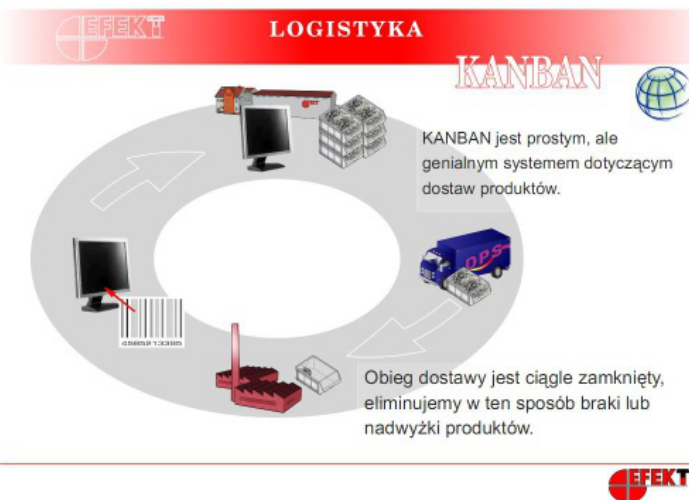 EFEKT
LOGISTYKA
KANBAN
KANBAN jest prostym, ale
genialnym systemem dotyczącym
dostaw produktów.
DPS
Obieg dostawy jest ciągle zamknięty,
eliminujemy w ten sposób braki lub
nadwyżki produktów.
EFEKT